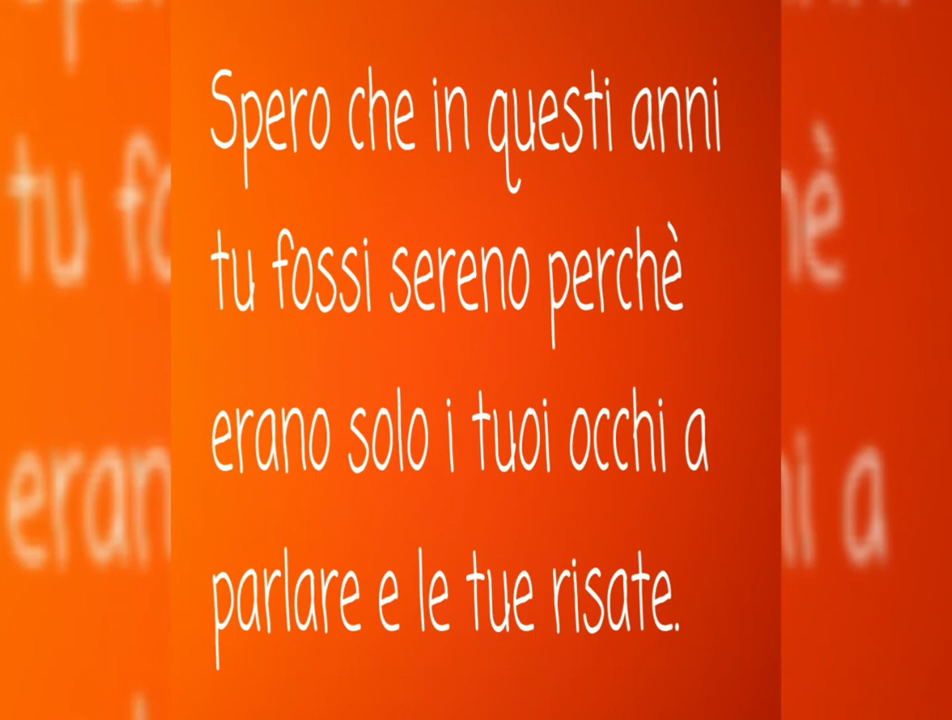 Spero che in questi anni
tu fossi sereno perchè
erano solo i tuoi occhi a
parlare e le tue risate.